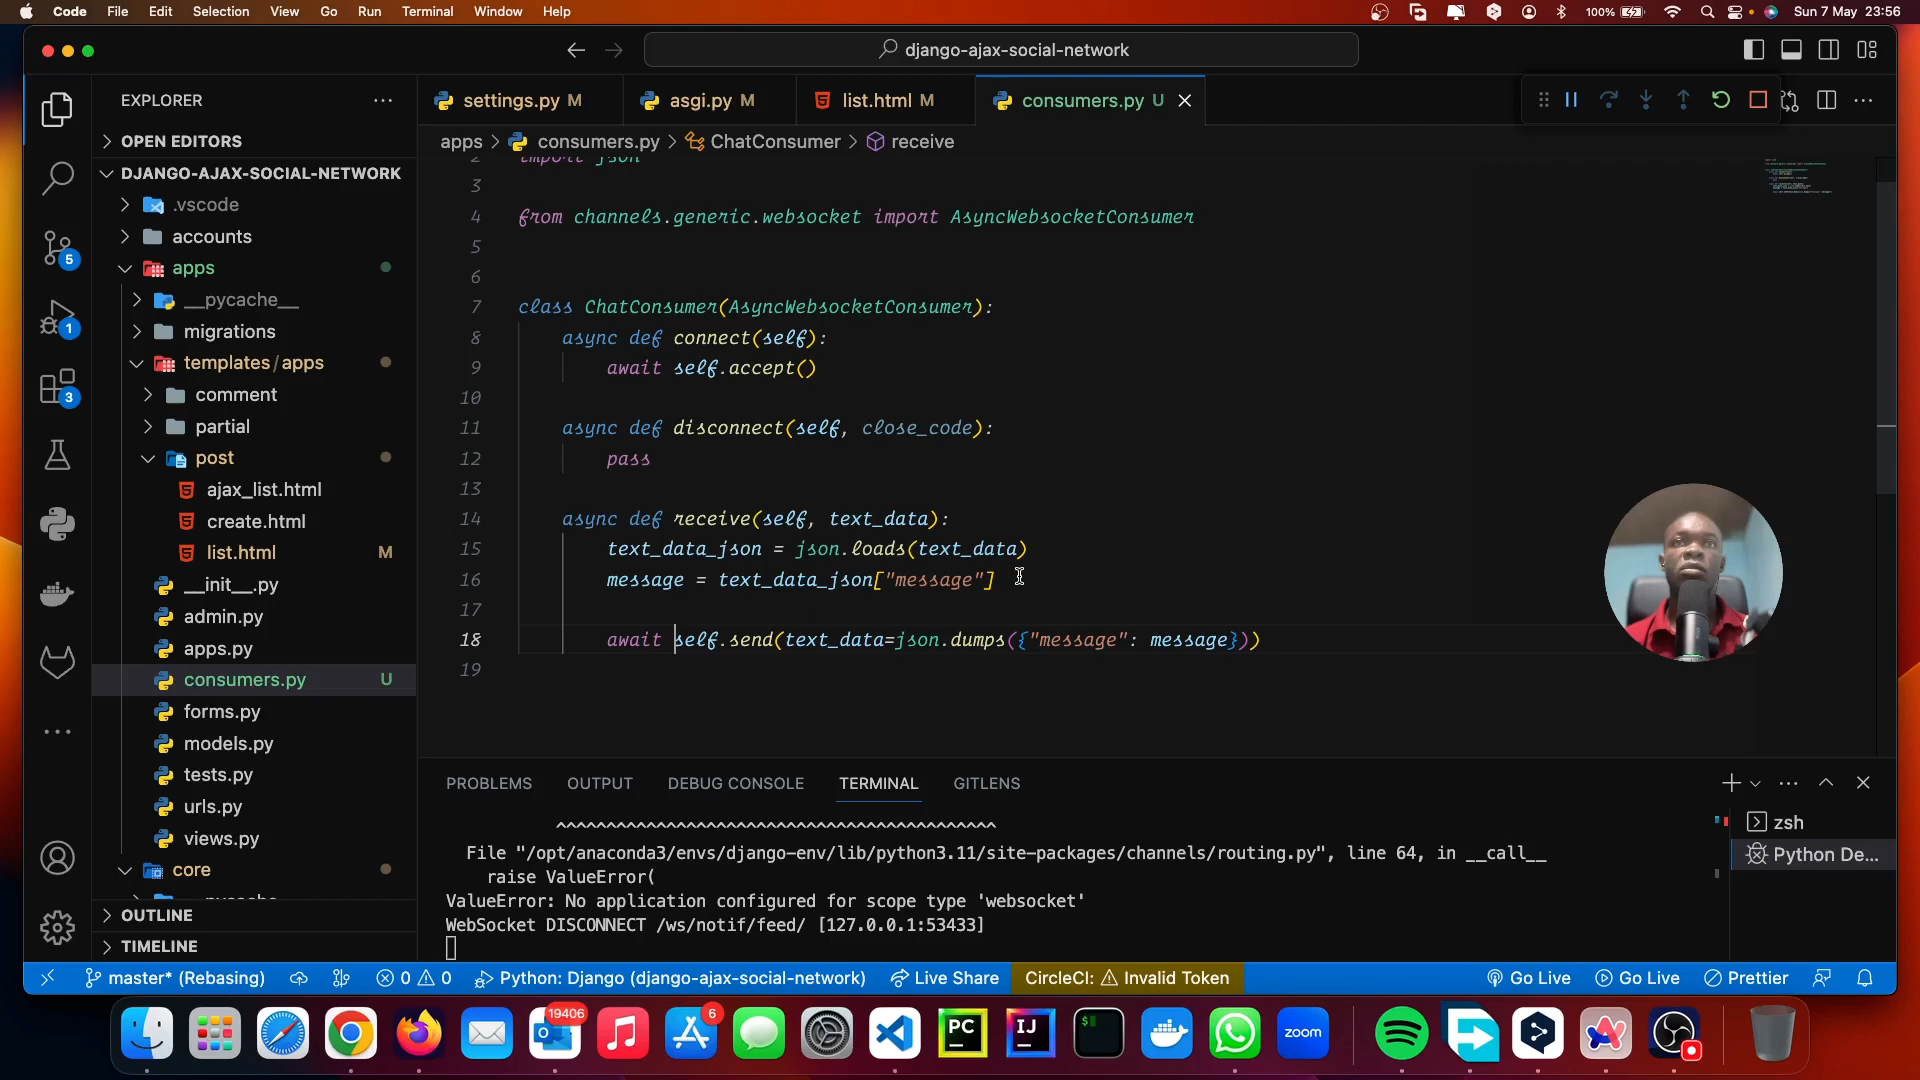 Code File Edit Selection View Go Run Terminal Window Help
100% Sun 7 May 23:56
django-ajax-social-network
EXPLORER
OPEN EDITORS
DJANGO-AJAX-SOCIAL-NETWORK
.vscode
accounts
apps
__pycache__
migrations
templates/apps
comment
partial
post
ajax_list.html
create.html
list.html M
__init__.py
admin.py
apps.py
consumers.py U
forms.py
models.py
tests.py
urls.py
views.py
core
OUTLINE
TIMELINE
5
1
3
settings.py M asgi.py M list.html M consumers.py U
apps > consumers.py > ChatConsumer > receive
2 import json
3
4 from channels.generic.websocket import AsyncWebsocketConsumer
5
6
7 class ChatConsumer(AsyncWebsocketConsumer):
8 async def connect(self):
9 await self.accept()
10
11 async def disconnect(self, close_code):
12 pass
13
14 async def receive(self, text_data):
15 text_data_json = json.loads(text_data)
16 message = text_data_json["message"]
17
18 await self.send(text_data=json.dumps({"message": message}))
19
PROBLEMS OUTPUT DEBUG CONSOLE TERMINAL GITLENS
^^^^^^^^^^^^^^^^^^^^^^^^^^^^^^^^^^^^^^^^^^^^
File "/opt/anaconda3/envs/django-env/lib/python3.11/site-packages/channels/routing.py", line 64, in __call__
raise ValueError(
ValueError: No application configured for scope type 'websocket'
WebSocket DISCONNECT /ws/notif/feed/ [127.0.0.1:53433]
zsh
Python De...
master* (Rebasing) 0 0 Python: Django (django-ajax-social-network) Live Share CircleCI: Invalid Token Go Live Go Live Prettier
19406
6
PC
IJ
$
zoom